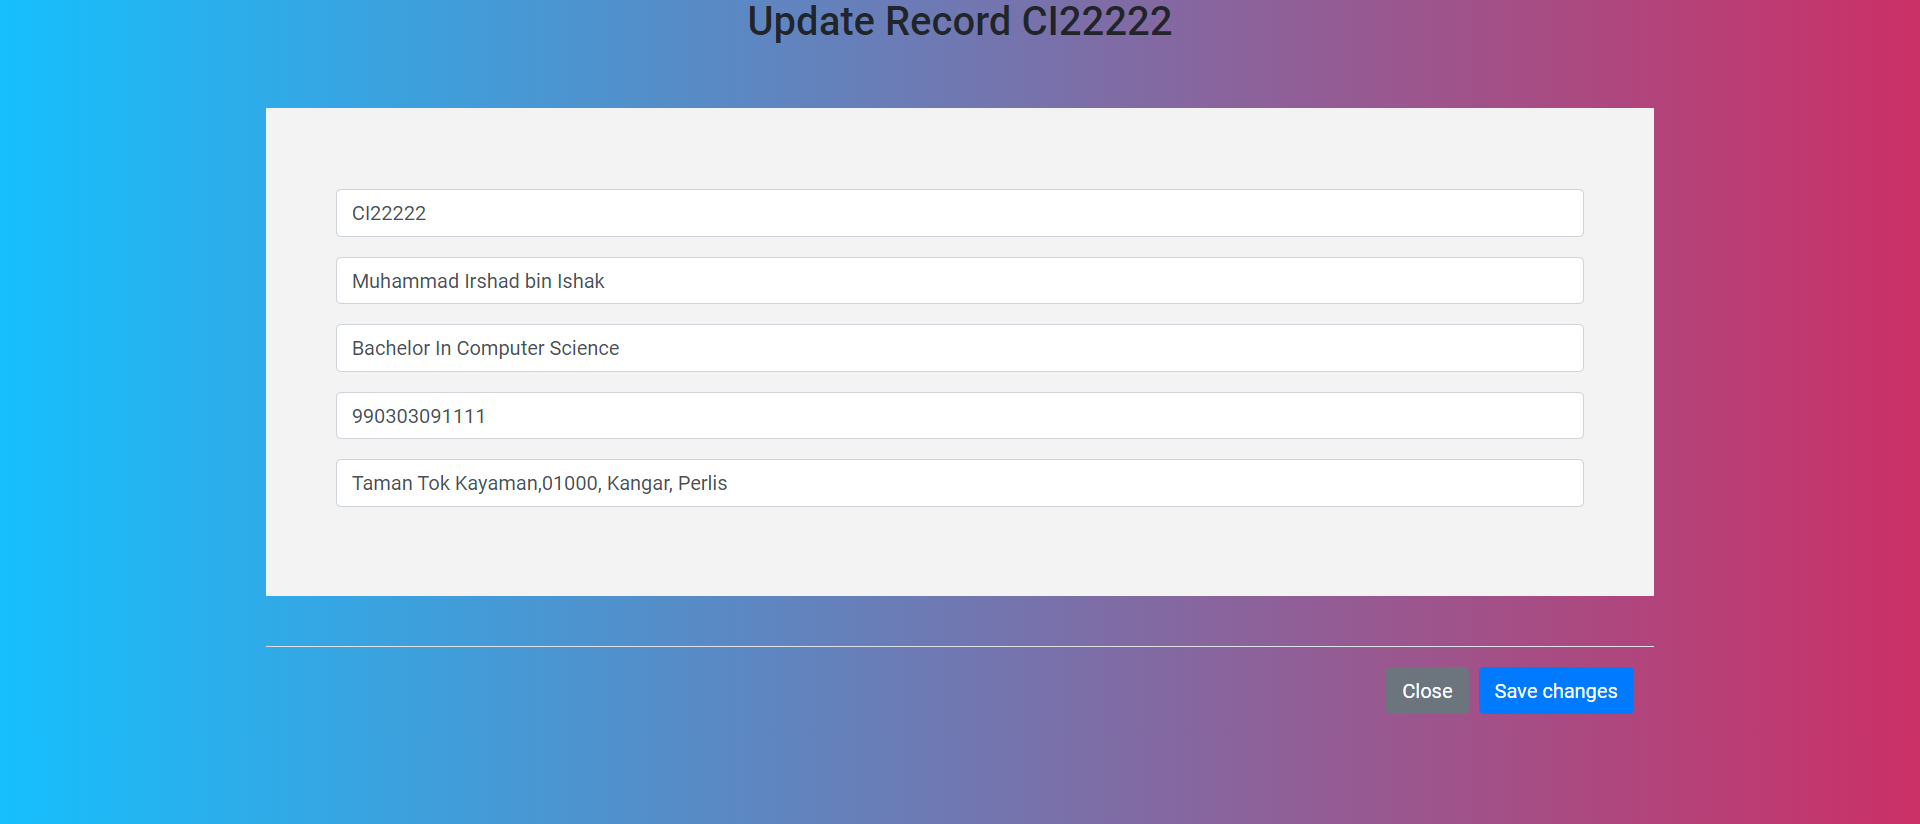 Update Record CI22222
CI22222
Muhammad Irshad bin Ishak
Bachelor In Computer Science
990303091111
Taman Tok Kayaman,01000, Kangar, Perlis
Close Save changes